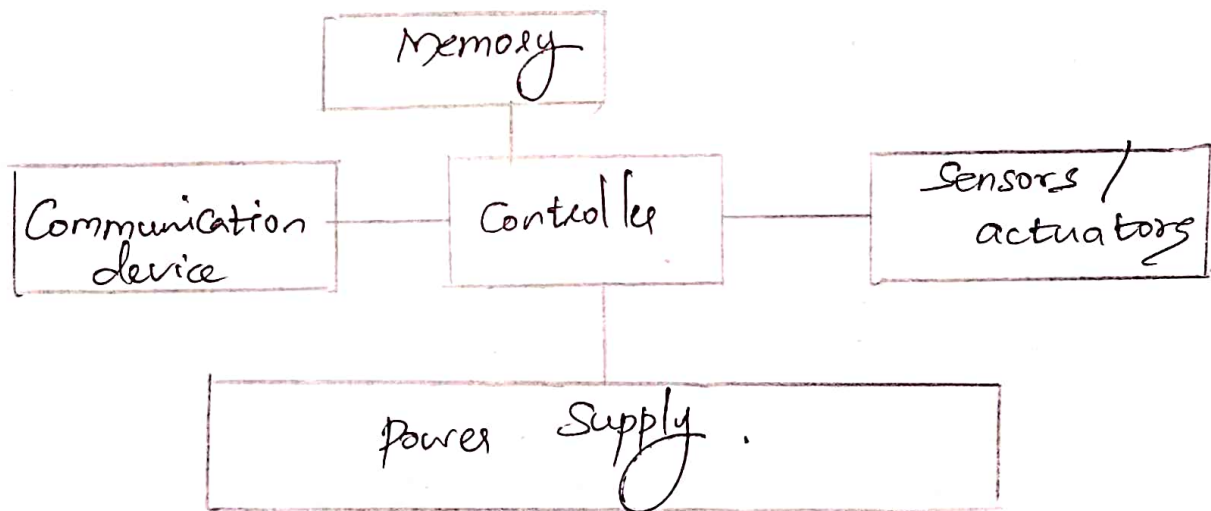 Memory
Communication
device
Controller
Sensors /
actuators
Power Supply.